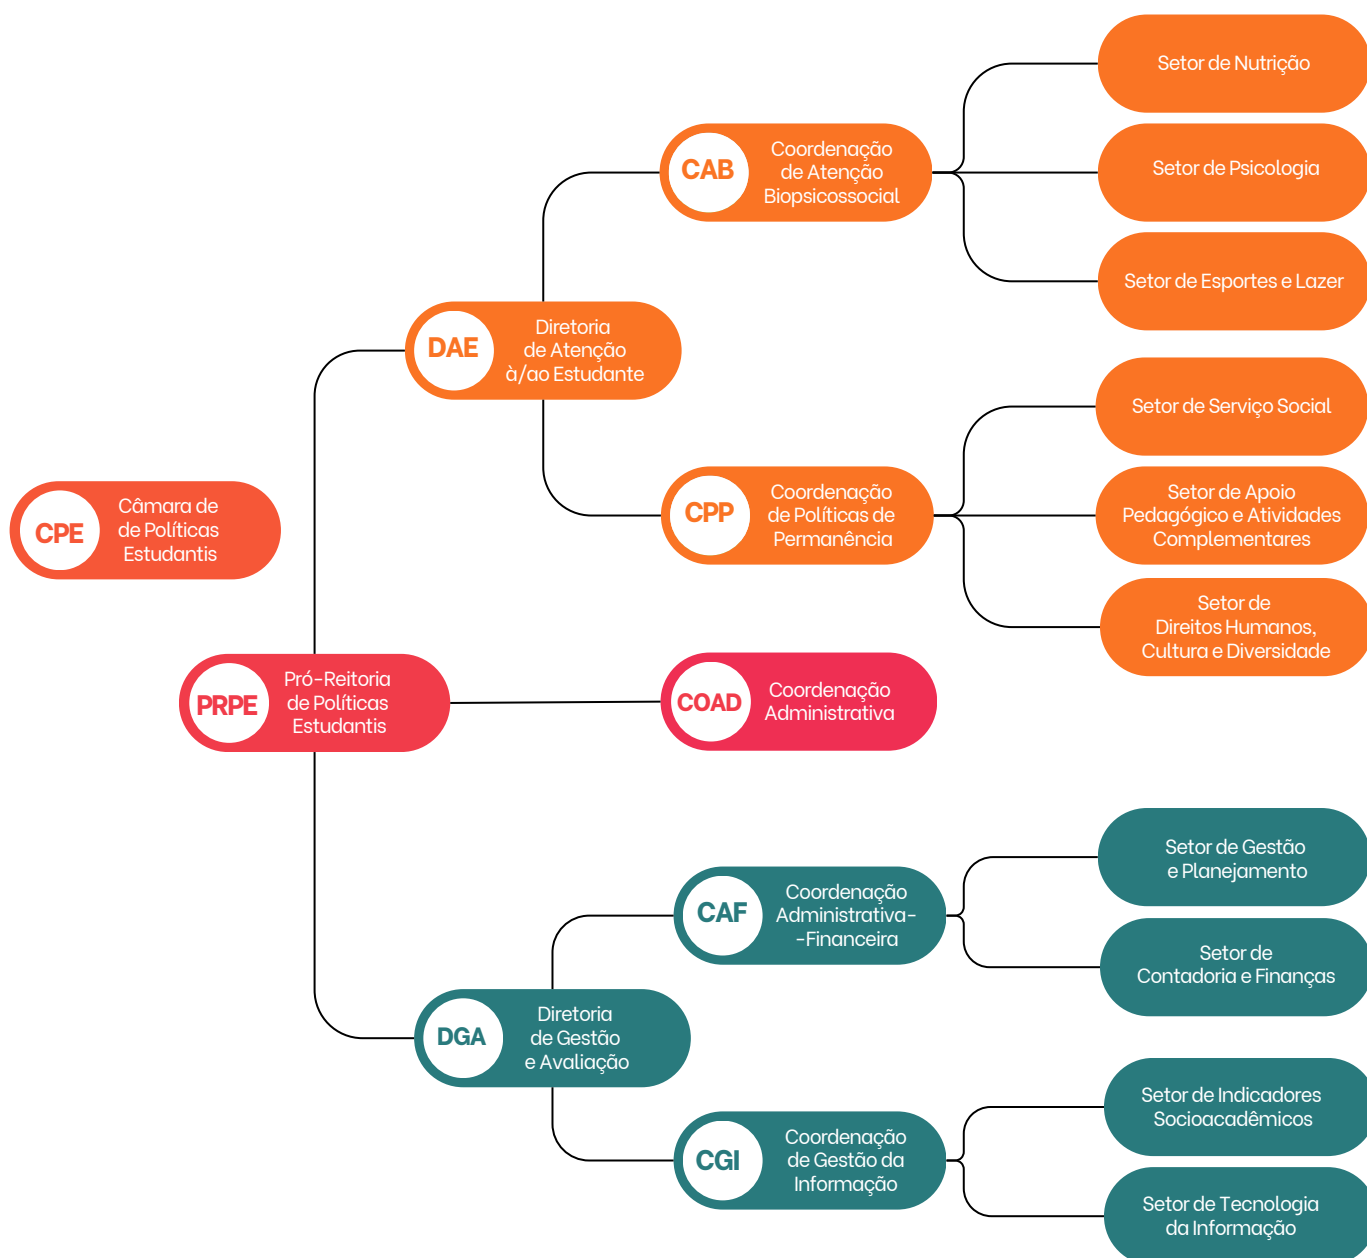 CPE
Câmara de
de Políticas
Estudantis
PRPE
Pró-Reitoria
de Políticas
Estudantis
DAE
Diretoria
de Atenção
à/ao Estudante
CAB
Coordenação
de Atenção
Biopsicossocial
Setor de Nutrição
Setor de Psicologia
Setor de Esportes e Lazer
CPP
Coordenação
de Políticas de
Permanência
Setor de Serviço Social
Setor de Apoio
Pedagógico e Atividades
Complementares
Setor de
Direitos Humanos,
Cultura e Diversidade
COAD
Coordenação
Administrativa
DGA
Diretoria
de Gestão
e Avaliação
CAF
Coordenação
Administrativa-
-Financeira
Setor de Gestão
e Planejamento
Setor de
Contadoria e Finanças
CGI
Coordenação
de Gestão da
Informação
Setor de Indicadores
Socioacadêmicos
Setor de Tecnologia
da Informação